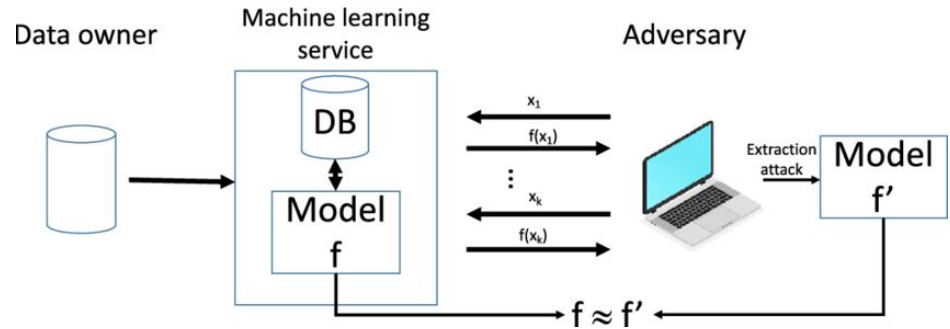 Data owner
Machine learning
service
Adversary
DB
Model
f
x₁
f(x₁)
⋮
xₖ
f(xₖ)
Extraction
attack
Model
f’
f ≈ f’